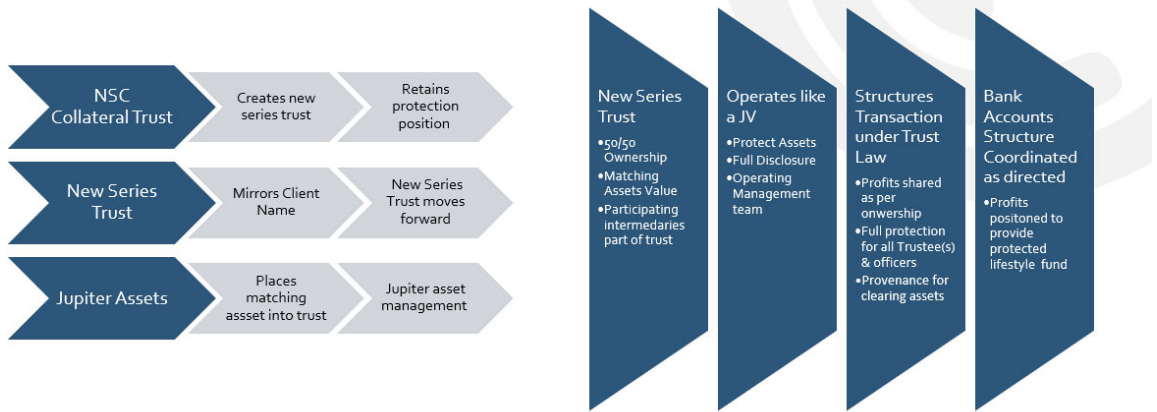 NSC
Collateral Trust
Creates new
series trust
Retains
protection
position
New Series
Trust
Mirrors Client
Name
New Series
Trust moves
forward
Jupiter Assets
Places
matching
assset into trust
Jupiter asset
management
New Series
Trust
•50/50
Ownership
•Matching
Assets Value
•Participating
intermedaries
part of trust
Operates like
a JV
•Protect Assets
•Full Disclosure
•Operating
Management
team
Structures
Transaction
under Trust
Law
•Profits shared
as per
onwership
•Full protection
for all Trustee(s)
& officers
•Provenance for
clearing assets
Bank
Accounts
Structure
Coordinated
as directed
•Profits
positoned to
provide
protected
lifestyle fund